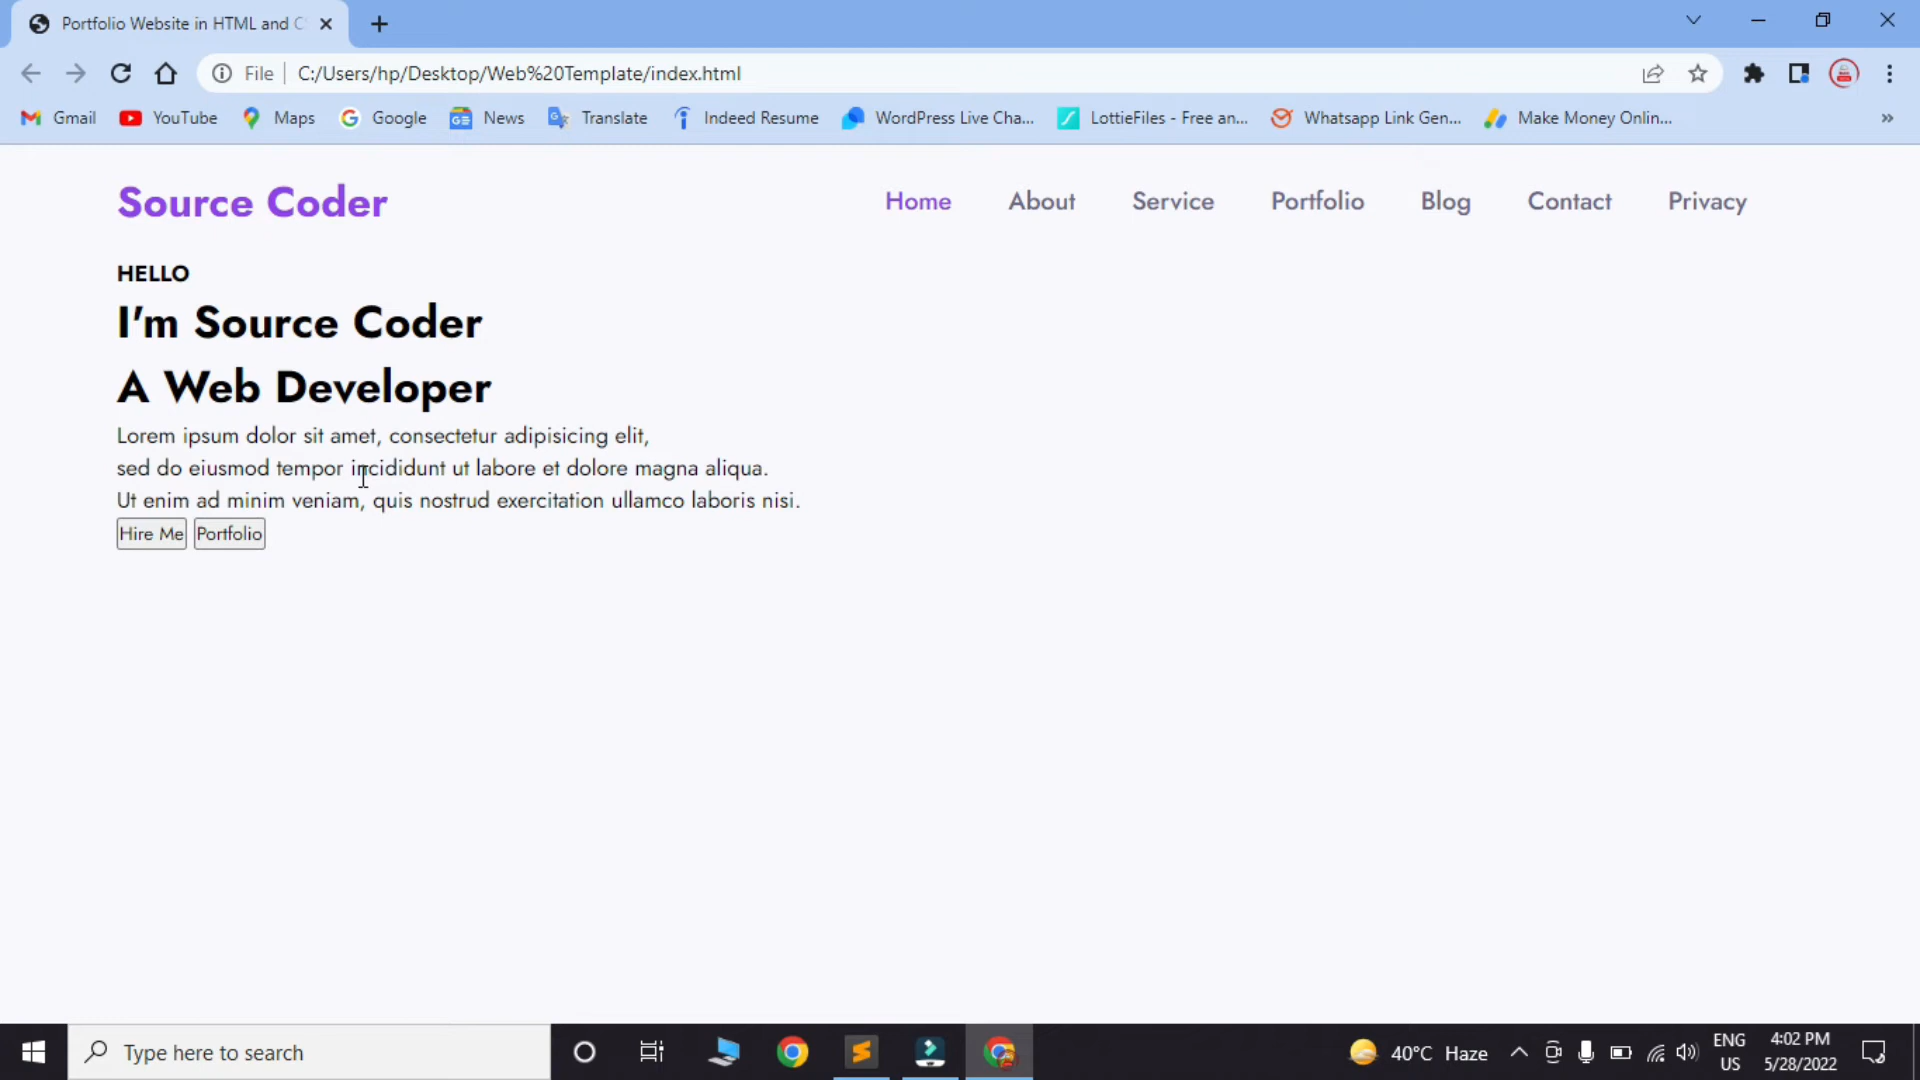 Portfolio Website in HTML and C
File C:/Users/hp/Desktop/Web%20Template/index.html
Gmail YouTube Maps Google News Translate Indeed Resume WordPress Live Cha... LottieFiles - Free an... Whatsapp Link Gen... Make Money Onlin... »
Source Coder Home About Service Portfolio Blog Contact Privacy
HELLO
I'm Source Coder
A Web Developer
Lorem ipsum dolor sit amet, consectetur adipisicing elit,
sed do eiusmod tempor incididunt ut labore et dolore magna aliqua.
Ut enim ad minim veniam, quis nostrud exercitation ullamco laboris nisi.
Hire Me Portfolio
Type here to search 40°C Haze ENG 4:02 PM
US 5/28/2022